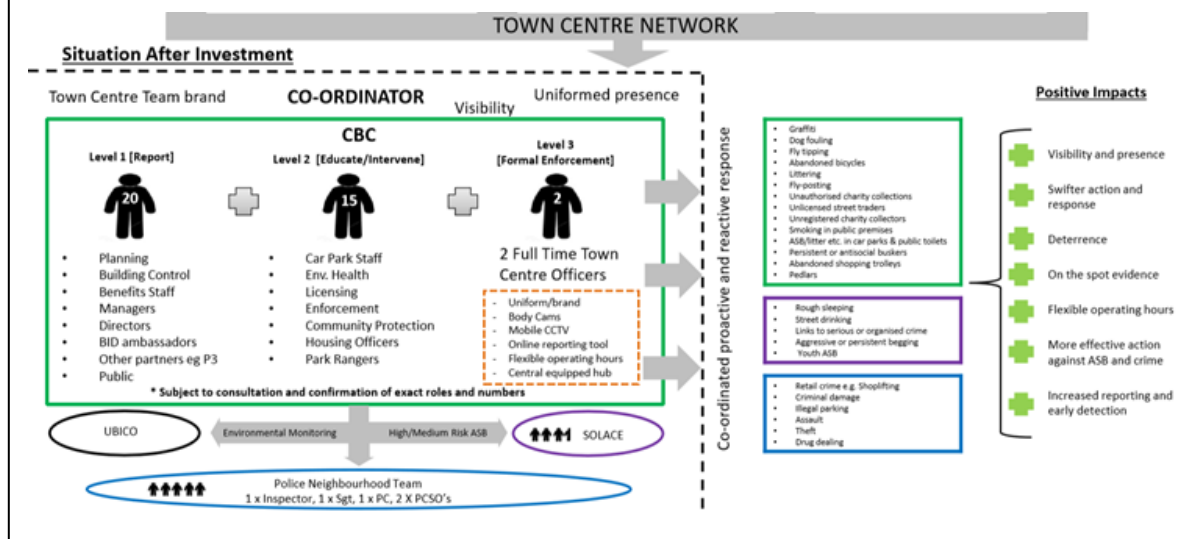 TOWN CENTRE NETWORK
Situation After Investment
Town Centre Team brand
CO-ORDINATOR
Visibility
Uniformed presence
CBC
Level 1 [Report]
20
Planning
Building Control
Benefits Staff
Managers
Directors
BID ambassadors
Other partners eg P3
Public
Level 2 [Educate/Intervene]
15
Car Park Staff
Env. Health
Licensing
Enforcement
Community Protection
Housing Officers
Park Rangers
Level 3
[Formal Enforcement]
2
2 Full Time Town
Centre Officers
- Uniform/brand
- Body Cams
- Mobile CCTV
- Online reporting tool
- Flexible operating hours
- Central equipped hub
* Subject to consultation and confirmation of exact roles and numbers
UBICO
Environmental Monitoring
High/Medium Risk ASB
SOLACE
Police Neighbourhood Team
1 x Inspector, 1 x Sgt, 1 x PC, 2 X PCSO's
Co-ordinated proactive and reactive response
Graffiti
Dog fouling
Fly tipping
Abandoned bicycles
Littering
Fly-posting
Unauthorised charity collections
Unlicensed street traders
Unregistered charity collectors
Smoking in public premises
ASB/litter etc. in car parks & public toilets
Persistent or antisocial buskers
Abandoned shopping trolleys
Pedlars
Rough sleeping
Street drinking
Links to serious or organised crime
Aggressive or persistent begging
Youth ASB
Retail crime e.g. Shoplifting
Criminal damage
Illegal parking
Assault
Theft
Drug dealing
Positive Impacts
Visibility and presence
Swifter action and
response
Deterrence
On the spot evidence
Flexible operating hours
More effective action
against ASB and crime
Increased reporting and
early detection